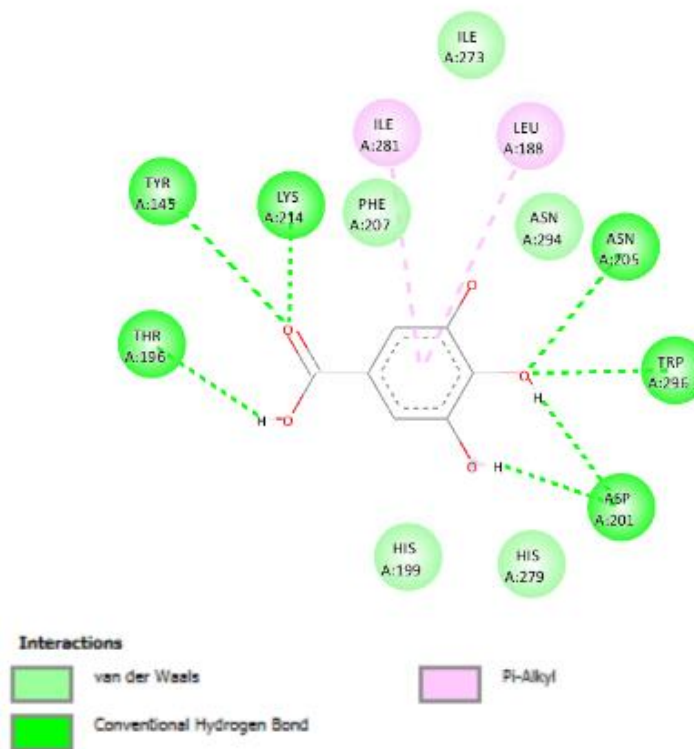 ILE
A:273
ILE
A:281
LEU
A:188
TYR
A:145
LYS
A:214
PHE
A:207
ASN
A:294
ASN
A:205
O
O
THR
A:196
O
TRP
A:296
H
H
O
O
H
ASP
A:201
HIS
A:199
HIS
A:279
Interactions
van der Waals
Pi-Alkyl
Conventional Hydrogen Bond